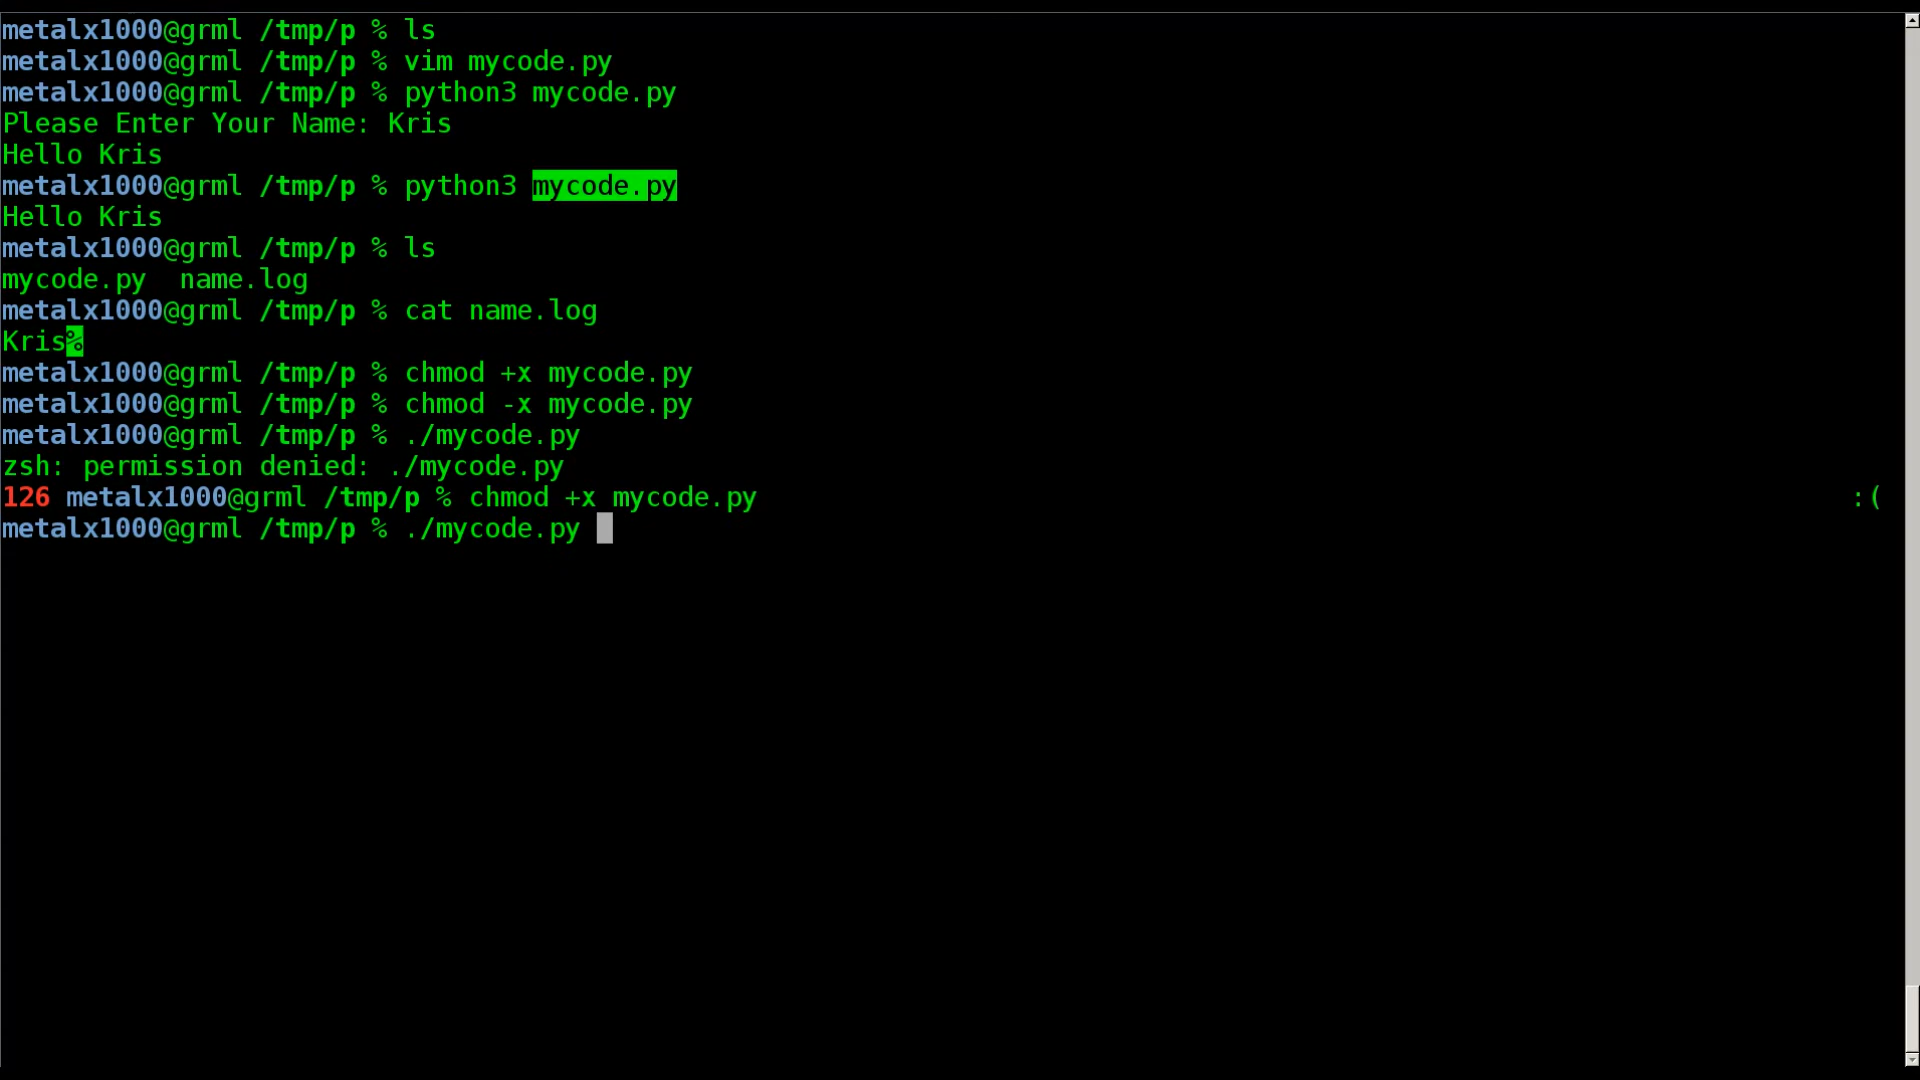 metalx1000@grml /tmp/p % ls
metalx1000@grml /tmp/p % vim mycode.py
metalx1000@grml /tmp/p % python3 mycode.py
Please Enter Your Name: Kris
Hello Kris
metalx1000@grml /tmp/p % python3 mycode.py
Hello Kris
metalx1000@grml /tmp/p % ls
mycode.py  name.log
metalx1000@grml /tmp/p % cat name.log
Kris%
metalx1000@grml /tmp/p % chmod +x mycode.py
metalx1000@grml /tmp/p % chmod -x mycode.py
metalx1000@grml /tmp/p % ./mycode.py
zsh: permission denied: ./mycode.py
126 metalx1000@grml /tmp/p % chmod +x mycode.py :(
metalx1000@grml /tmp/p % ./mycode.py